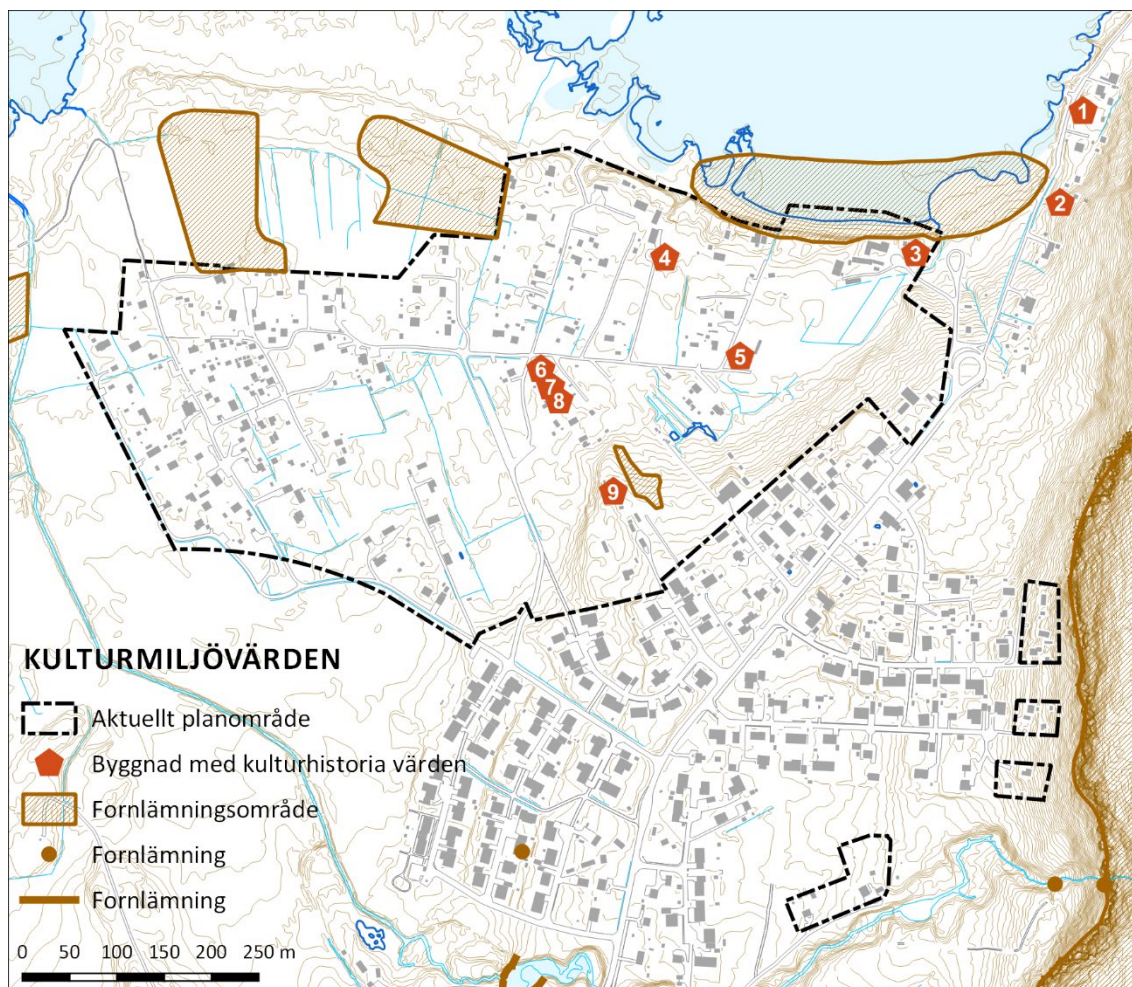 1
2
3
4
5
6
7
8
9
KULTURMILJÖVÄRDEN
Aktuellt planområde
Byggnad med kulturhistoria värden
Fornlämningsområde
Fornlämning
Fornlämning
0 50 100 150 200 250 m